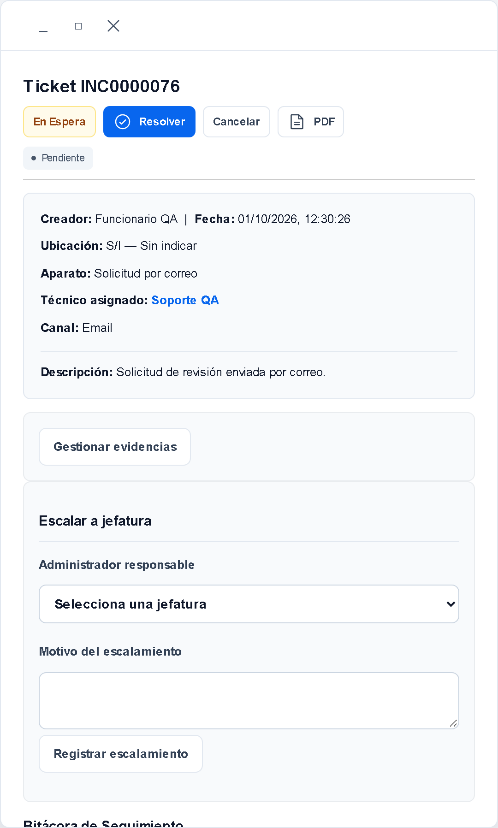 Ticket INC0000076
En Espera Resolver Cancelar PDF
Pendiente
Creador: Funcionario QA | Fecha: 01/10/2026, 12:30:26
Ubicación: S/I — Sin indicar
Aparato: Solicitud por correo
Técnico asignado: Soporte QA
Canal: Email
Descripción: Solicitud de revisión enviada por correo.
Gestionar evidencias
Escalar a jefatura
Administrador responsable
Selecciona una jefatura
Motivo del escalamiento
Registrar escalamiento
Bitácora de Seguimiento